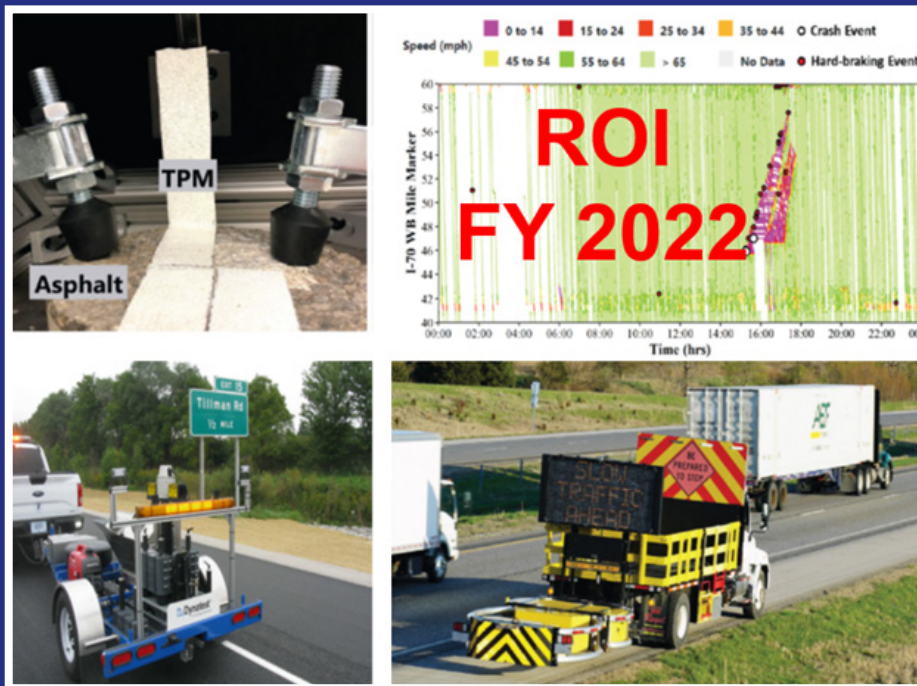 TPM
Asphalt
Speed (mph)
0 to 14
15 to 24
25 to 34
35 to 44
Crash Event
45 to 54
55 to 64
> 65
No Data
Hard-braking Event
ROI
FY 2022
I-70 WB Mile Marker
60
58
56
54
52
50
48
46
44
42
40
00:00
02:00
04:00
06:00
08:00
10:00
12:00
14:00
16:00
18:00
20:00
22:00
Time (hrs)
EXIT 15
Tillman Rd
½ MILE
Dynatest
SLOW
TRAFFIC
AHEAD
BE
PREPARED
TO STOP